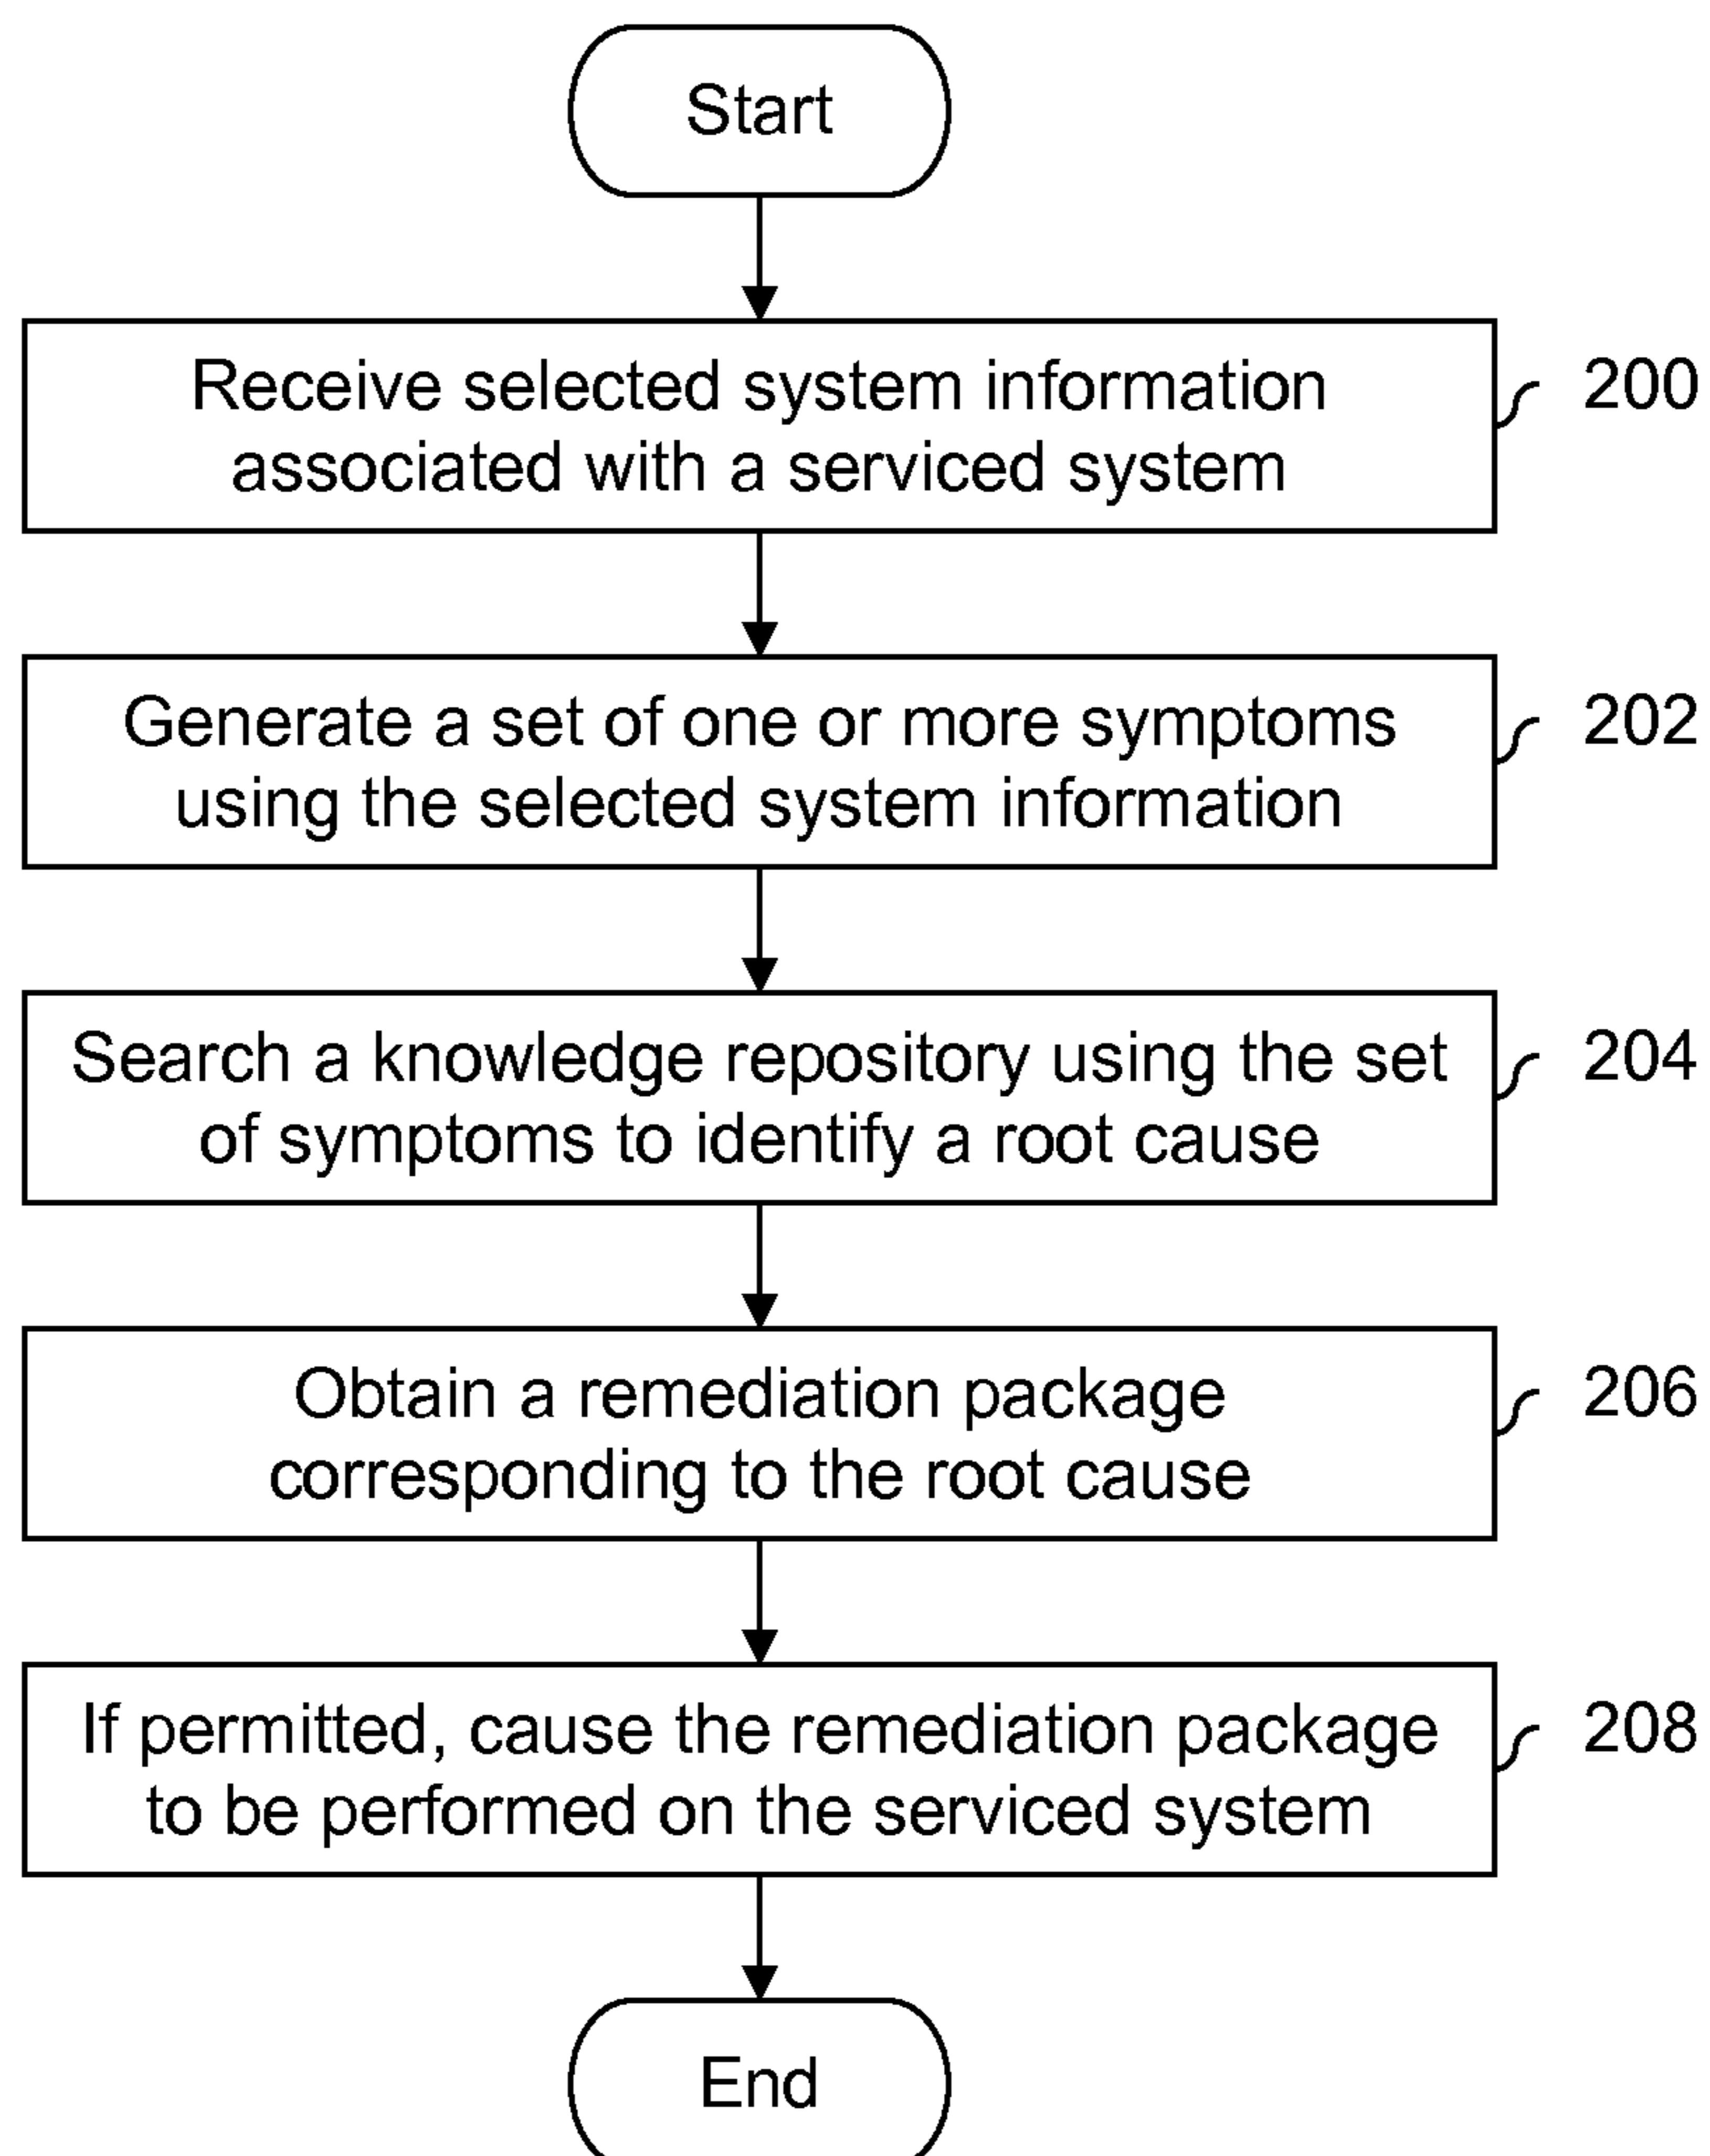 Start
Receive selected system information
associated with a serviced system
200
Generate a set of one or more symptoms
using the selected system information
202
Search a knowledge repository using the set
of symptoms to identify a root cause
204
Obtain a remediation package
corresponding to the root cause
206
If permitted, cause the remediation package
to be performed on the serviced system
208
End